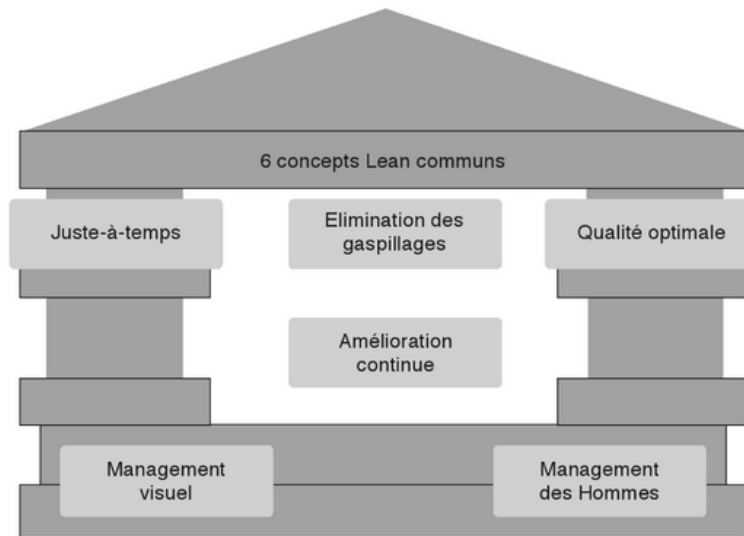 6 concepts Lean communs
Juste-à-temps
Elimination des
gaspillages
Qualité optimale
Amélioration
continue
Management
visuel
Management
des Hommes